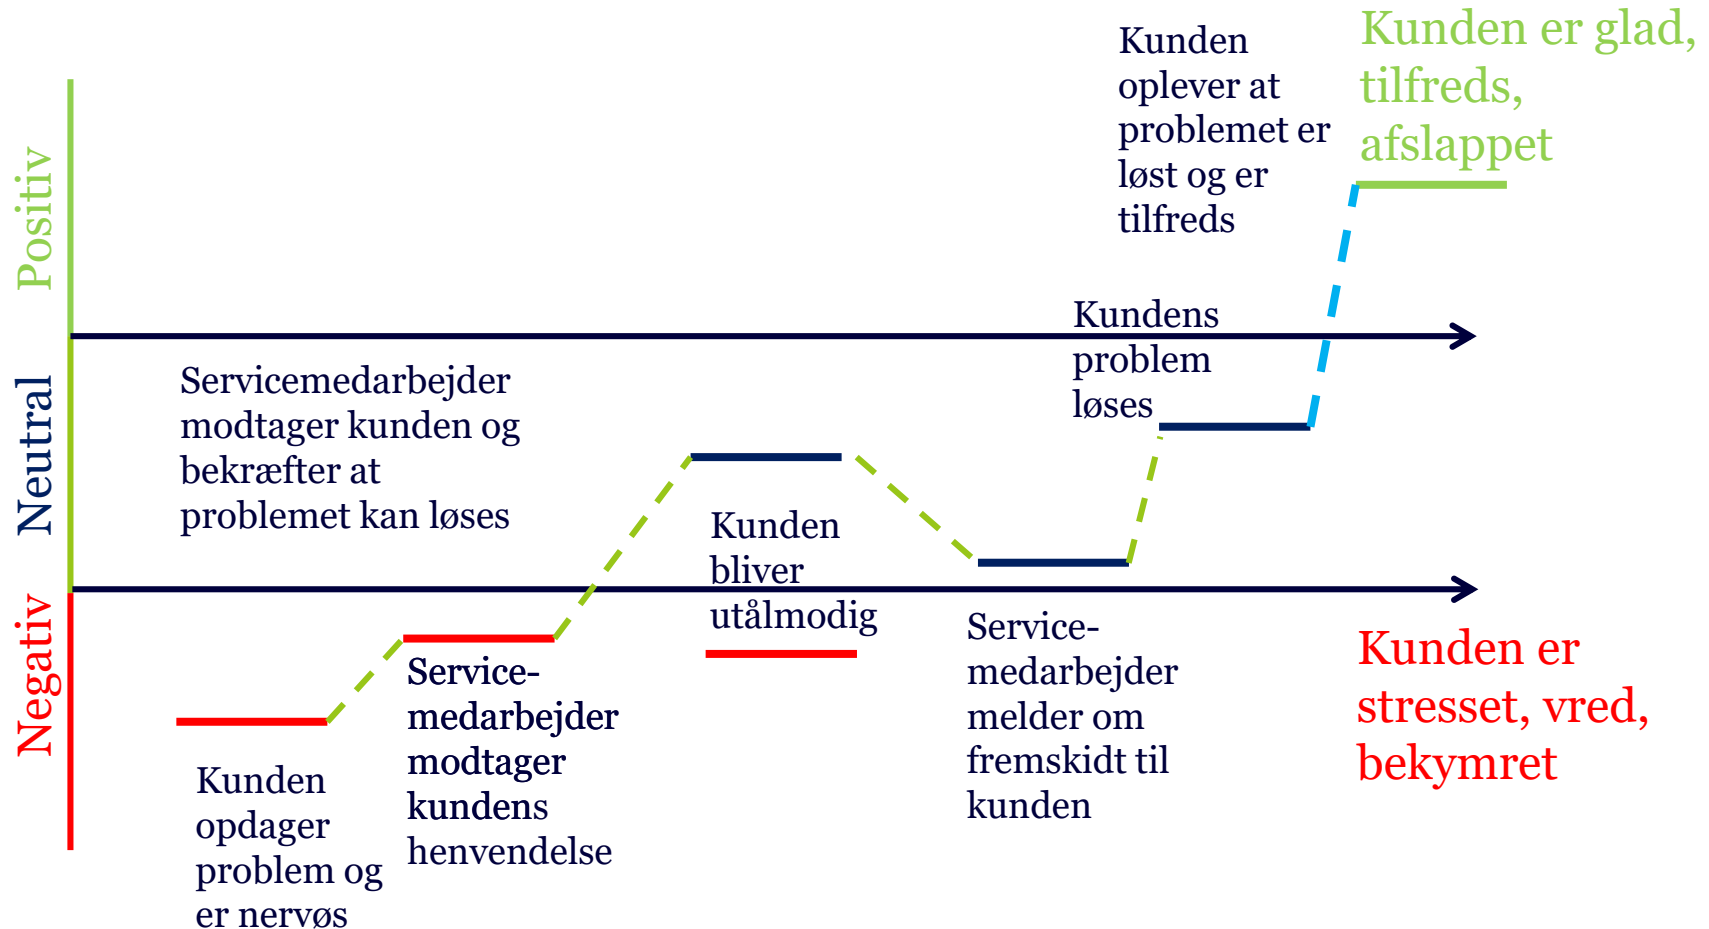 Positiv
Neutral
Negativ
Kunden
opdager
problem og
er nervøs
Service-
medarbejder
modtager
kundens
henvendelse
Servicemedarbejder
modtager kunden og
bekræfter at
problemet kan løses
Kunden
bliver
utålmodig
Service-
medarbejder
melder om
fremskidt til
kunden
Kundens
problem
løses
Kunden
oplever at
problemet er
løst og er
tilfreds
Kunden er glad,
tilfreds,
afslappet
Kunden er
stresset, vred,
bekymret